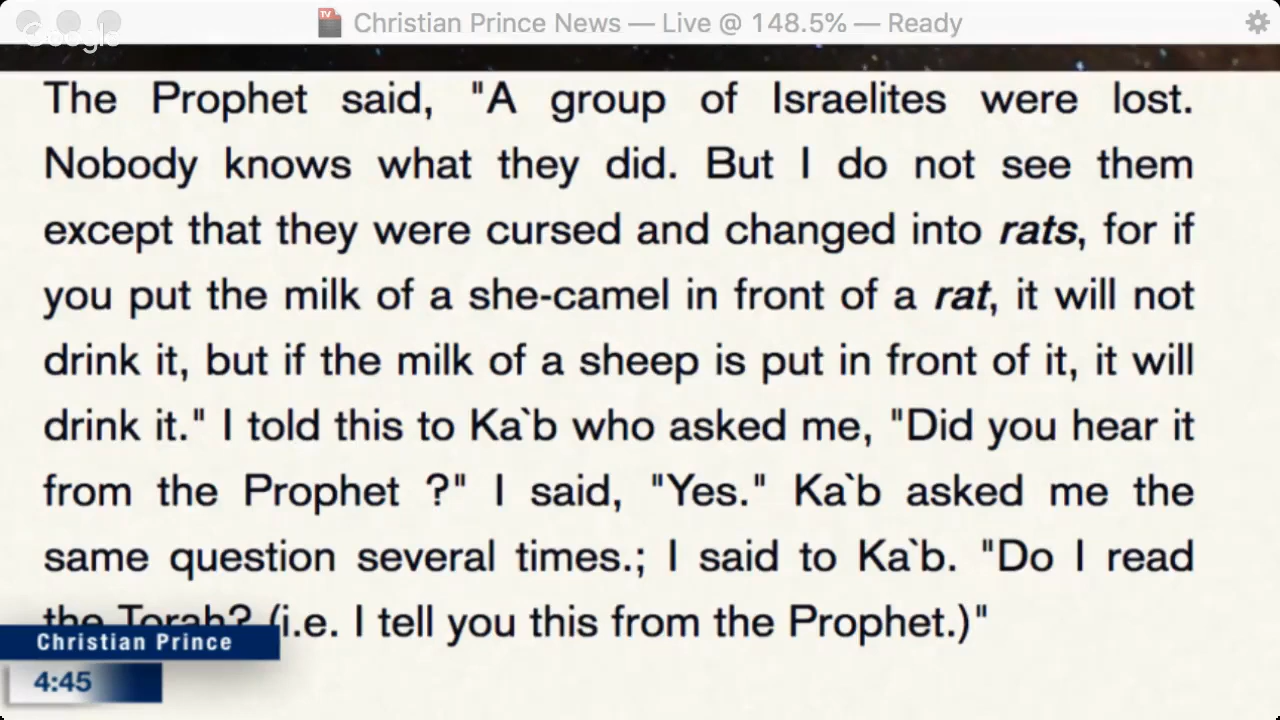 Christian Prince News — Live @ 148.5% — Ready
Google
The Prophet said, "A group of Israelites were lost.
Nobody knows what they did. But I do not see them
except that they were cursed and changed into rats, for if
you put the milk of a she-camel in front of a rat, it will not
drink it, but if the milk of a sheep is put in front of it, it will
drink it." I told this to Ka`b who asked me, "Did you hear it
from the Prophet ?" I said, "Yes." Ka`b asked me the
same question several times.; I said to Ka`b. "Do I read
the Torah? (i.e. I tell you this from the Prophet.)"
Christian Prince
4:45